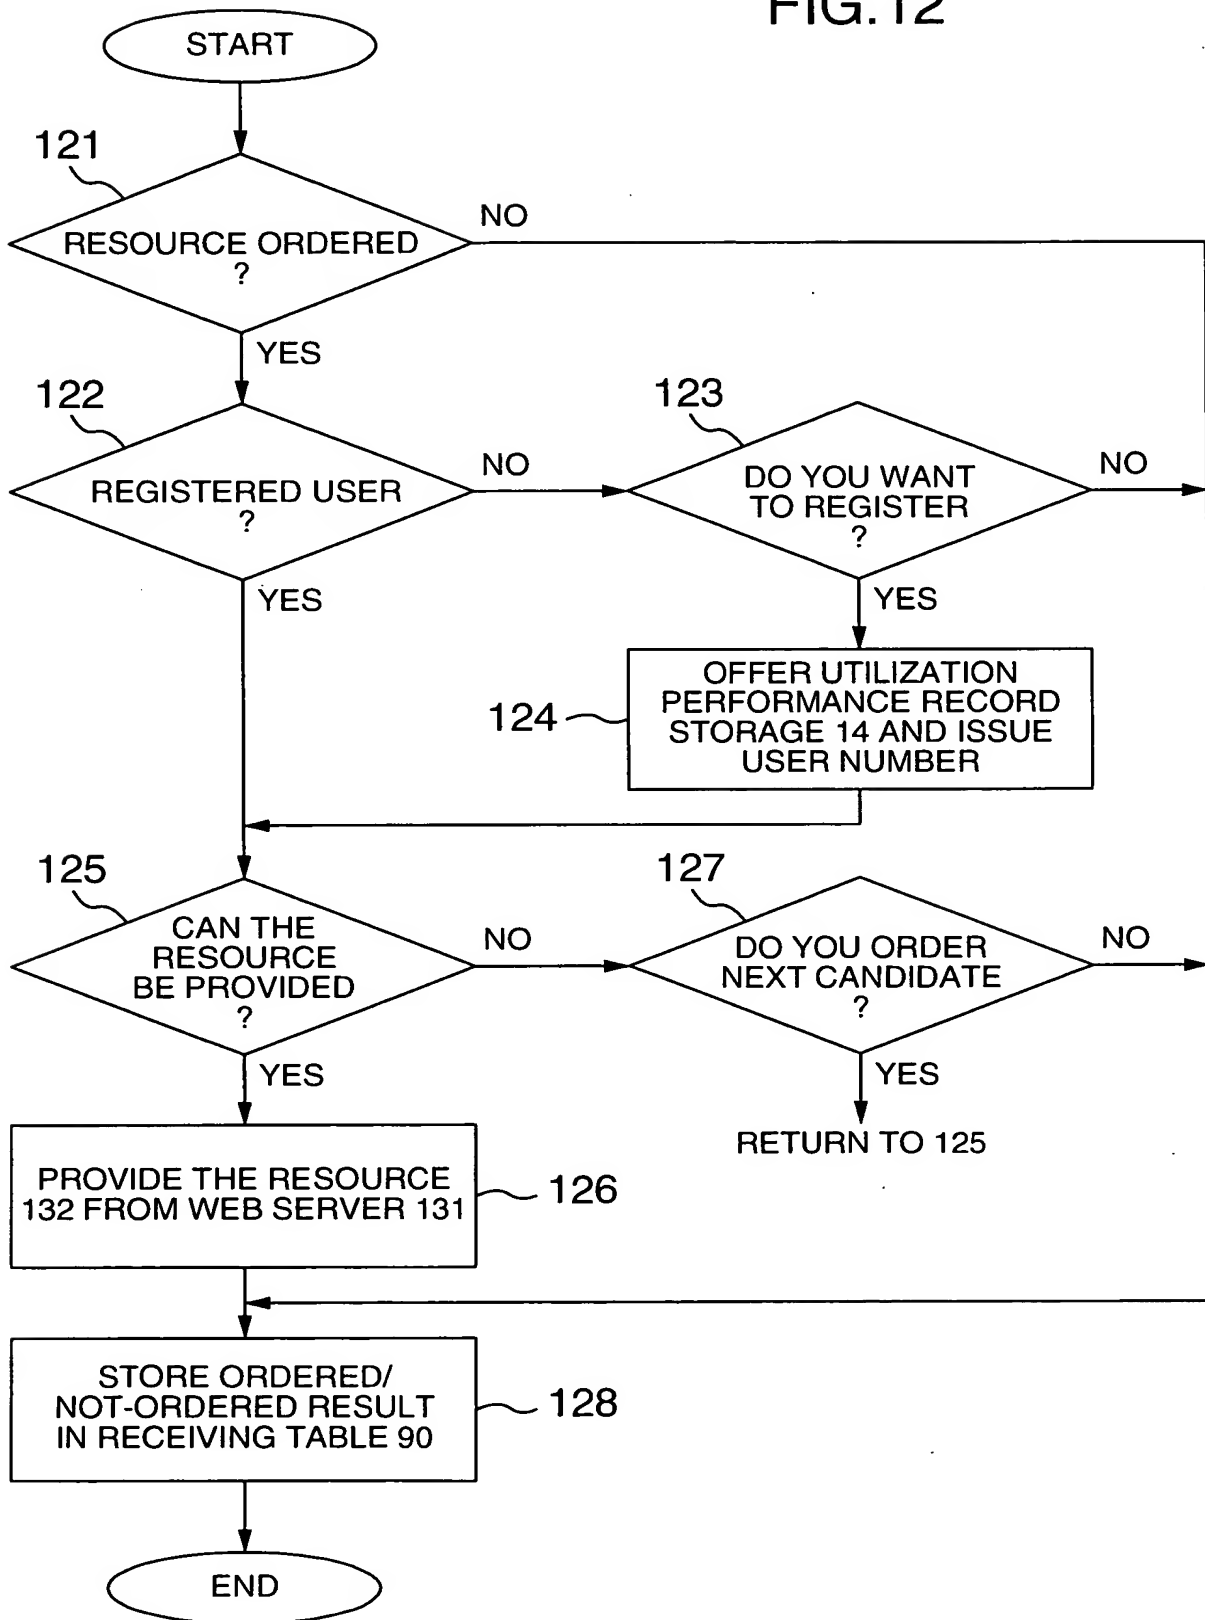 FIG.12
START
121
RESOURCE ORDERED
?
NO
YES
122
REGISTERED USER
?
NO
YES
123
DO YOU WANT
TO REGISTER
?
NO
YES
124
OFFER UTILIZATION
PERFORMANCE RECORD
STORAGE 14 AND ISSUE
USER NUMBER
125
CAN THE
RESOURCE
BE PROVIDED
?
NO
YES
127
DO YOU ORDER
NEXT CANDIDATE
?
NO
YES
RETURN TO 125
PROVIDE THE RESOURCE
132 FROM WEB SERVER 131
126
STORE ORDERED/
NOT-ORDERED RESULT
IN RECEIVING TABLE 90
128
END